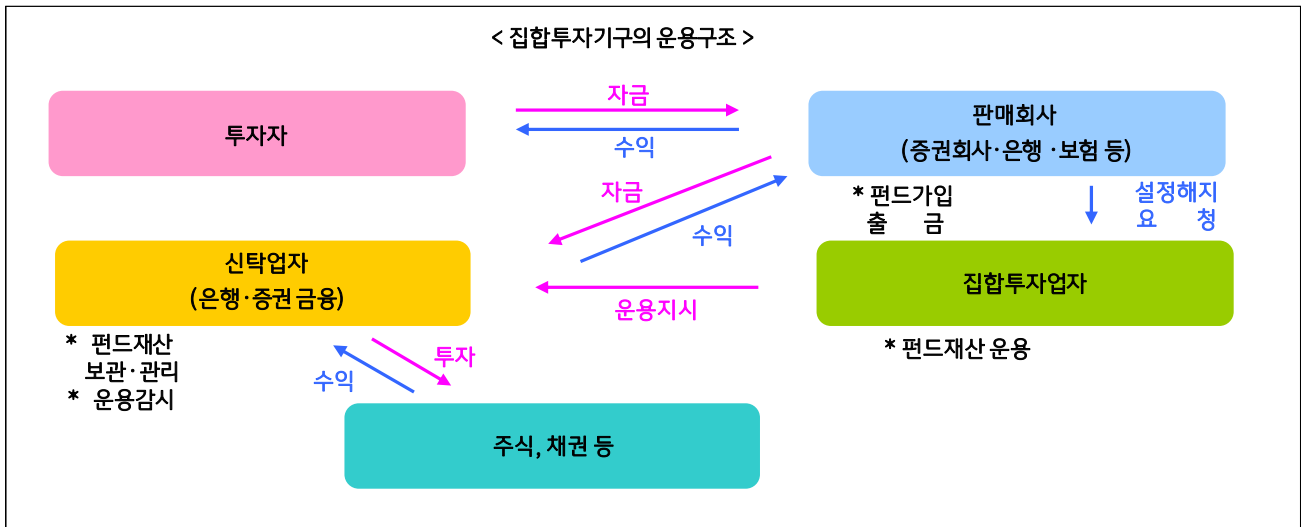 < 집합투자기구의 운용구조 >
자금
투자자
수익
판매회사
(증권회사·은행 ·보험 등)
자금
수익
* 펀드가입
출 금
설정해지
요 청
신탁업자
(은행·증권 금융)
운용지시
집합투자업자
* 펀드재산
보관·관리
* 운용감시
* 펀드재산 운용
투자
수익
주식, 채권 등